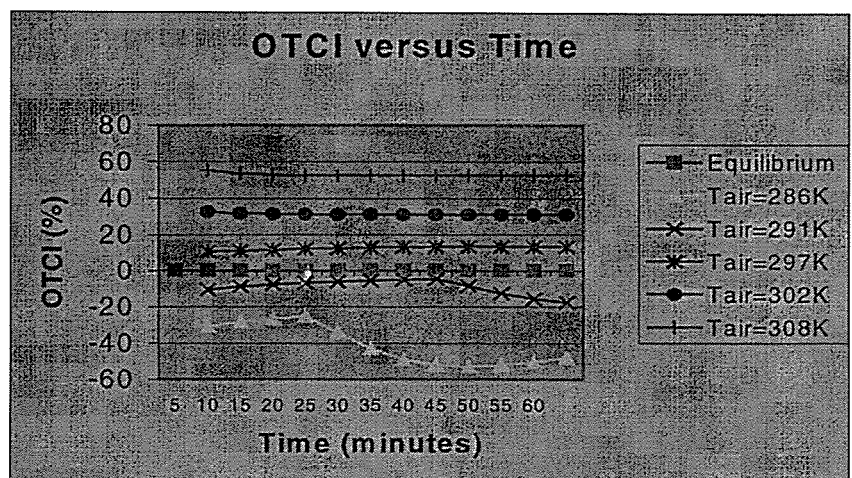 OTCI versus Time
80
60
40
20
0
-20
-40
-60
OTCI (%)
5 10 15 20 25 30 35 40 45 50 55 60
Time (minutes)
Equilibrium
Tair=286K
Tair=291K
Tair=297K
Tair=302K
Tair=308K